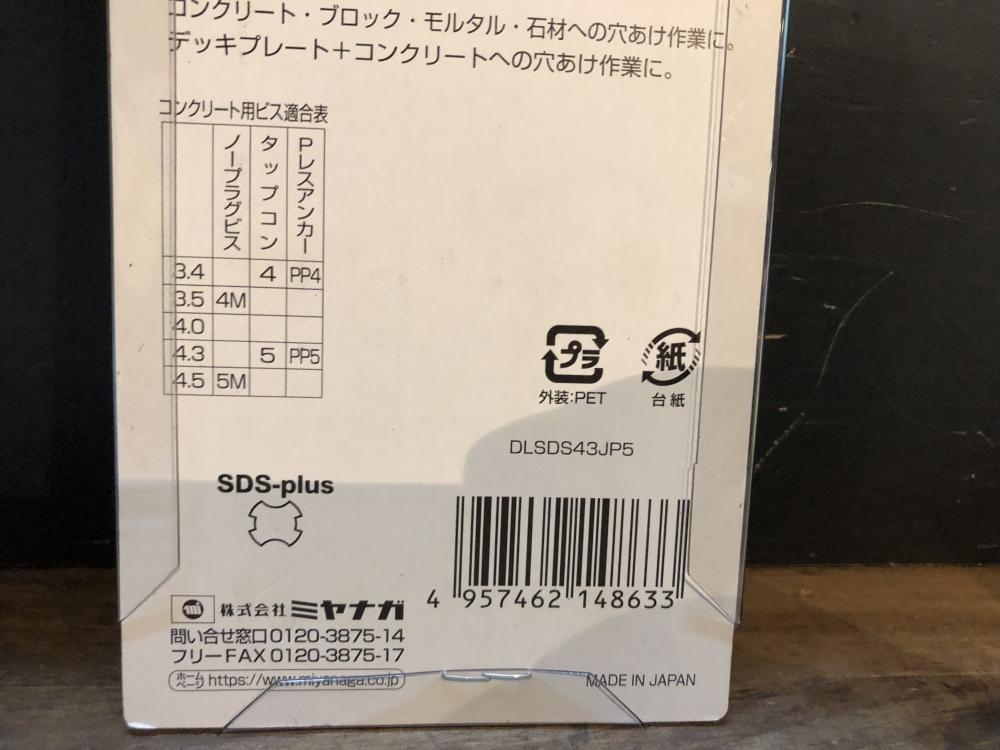 コンクリート・ブロック・モルタル・石材への穴あけ作業に。
デッキプレート＋コンクリートへの穴あけ作業に。
コンクリート用ビス適合表
ノープラグビス タップコン Pレスアンカー
3.4 4 PP4
3.5 4M
4.0
4.3 5 PP5
4.5 5M
プラ
外装:PET
紙
台紙
DLSDS43JP5
SDS-plus
4 957462 148633
mi 株式会社 ミヤナガ
問い合せ窓口0120-3875-14
フリーFAX 0120-3875-17
ホームページ https://www.miyanaga.co.jp
MADE IN JAPAN